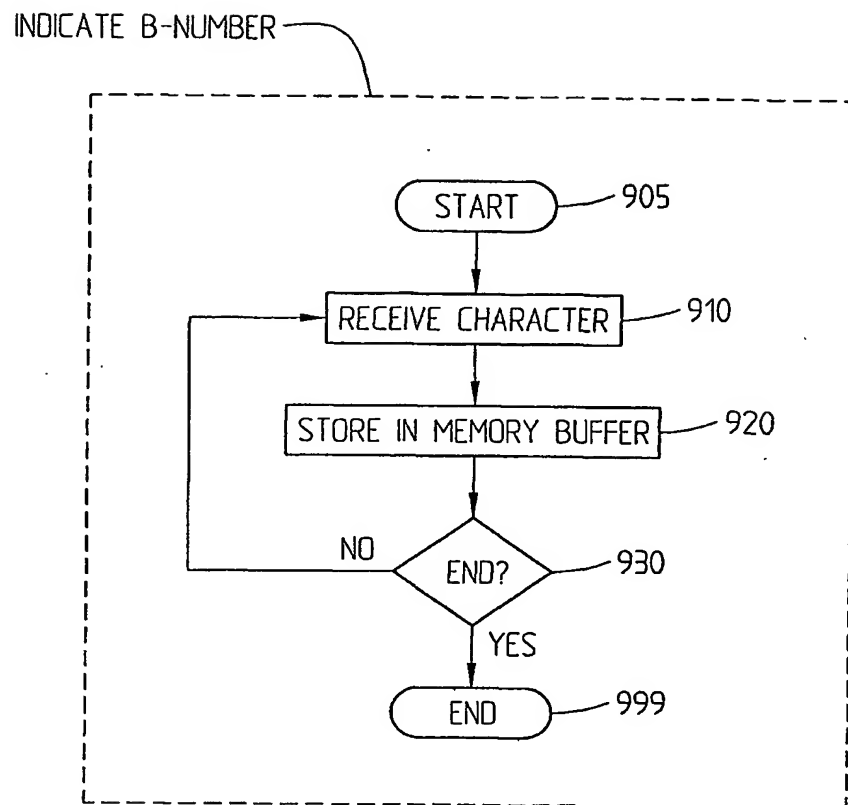 INDICATE B-NUMBER
START
905
RECEIVE CHARACTER
910
STORE IN MEMORY BUFFER
920
NO
END?
930
YES
END
999